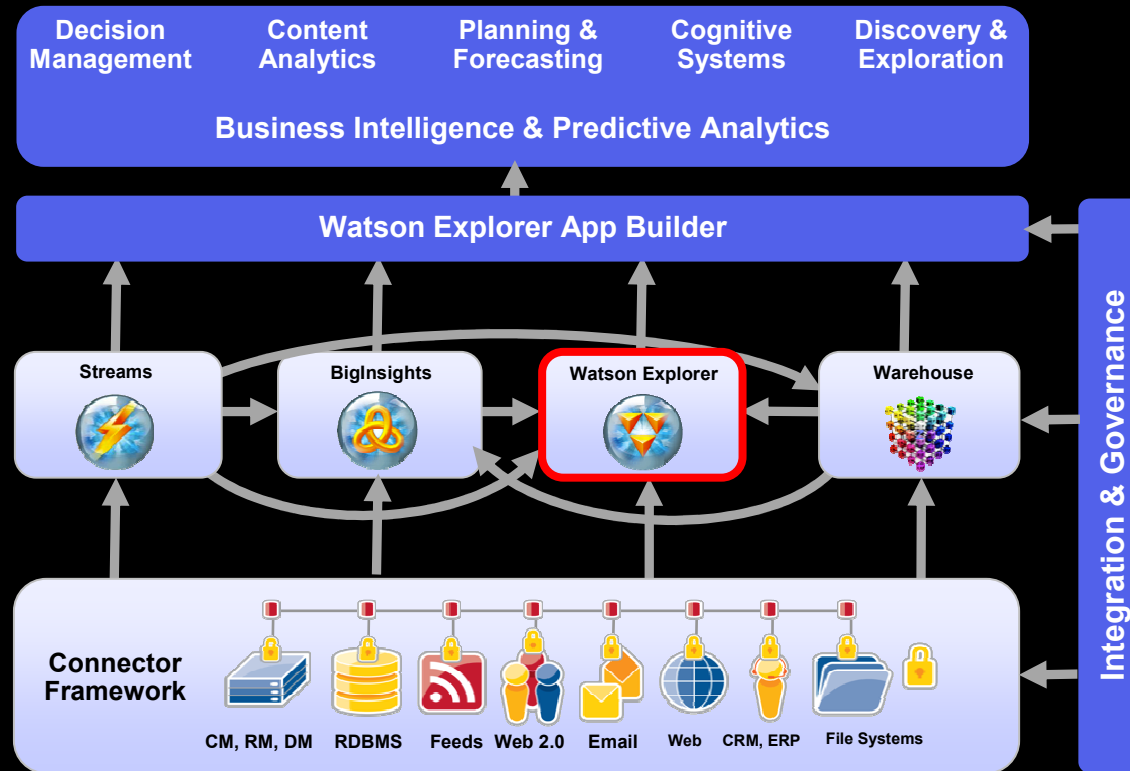 Decision
Management
Content
Analytics
Planning &
Forecasting
Cognitive
Systems
Discovery &
Exploration
Business Intelligence & Predictive Analytics
Watson Explorer App Builder
Integration & Governance
Streams
BigInsights
Watson Explorer
Warehouse
Connector
Framework
CM, RM, DM
RDBMS
Feeds
Web 2.0
Email
Web
CRM, ERP
File Systems